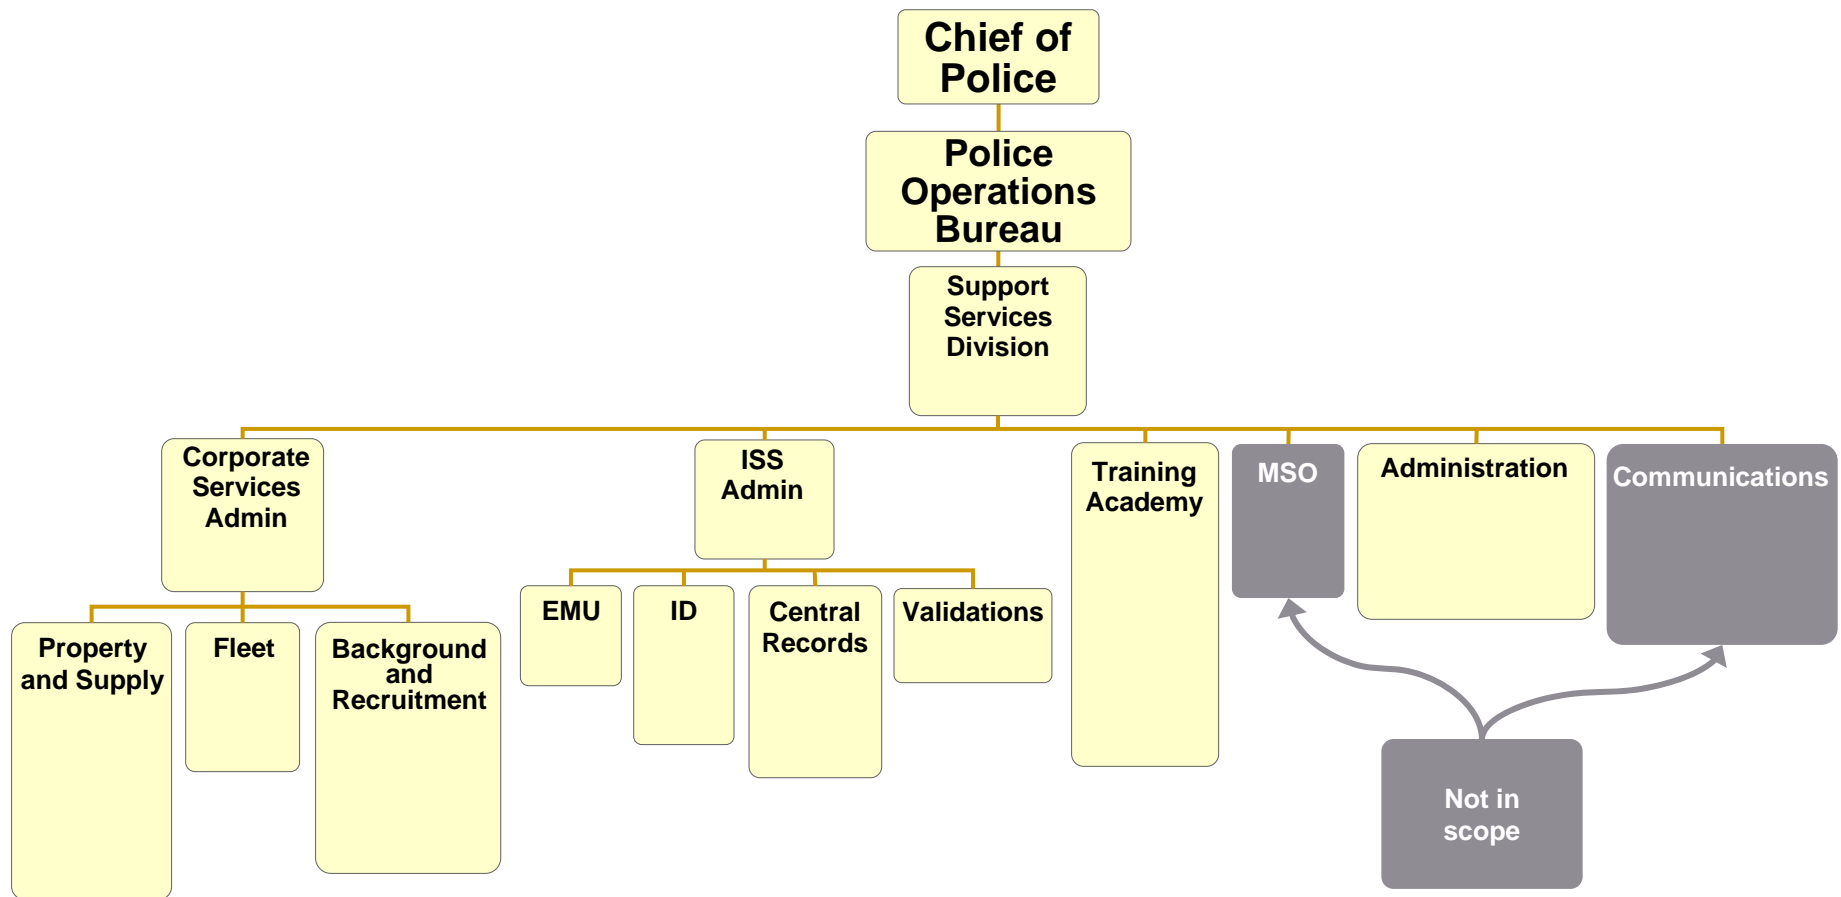 Chief of
Police
Police
Operations
Bureau
Support
Services
Division
Corporate
Services
Admin
ISS
Admin
Training
Academy
MSO
Administration
Communications
Property
and Supply
Fleet
Background
and
Recruitment
EMU
ID
Central
Records
Validations
Not in
scope